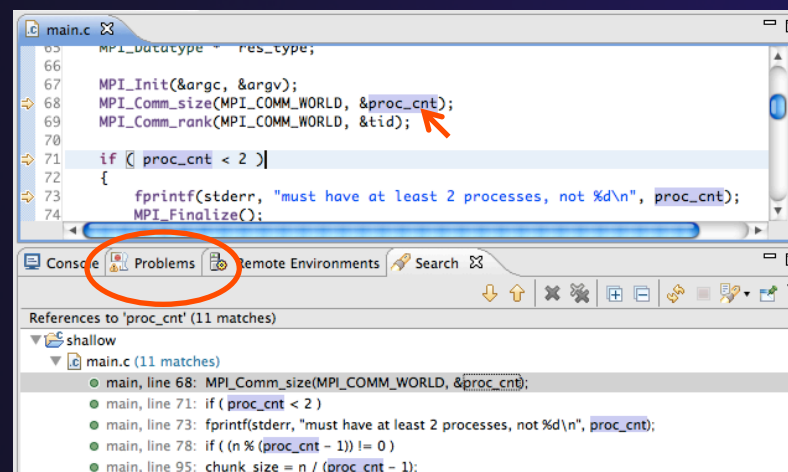 main.c
65 MPI_Datatype * res_type;
66
67 MPI_Init(&argc, &argv);
68 MPI_Comm_size(MPI_COMM_WORLD, &proc_cnt);
69 MPI_Comm_rank(MPI_COMM_WORLD, &tid);
70
71 if ( proc_cnt < 2 )
72 {
73 fprintf(stderr, "must have at least 2 processes, not %d\n", proc_cnt);
74 MPI_Finalize();
Console Problems Remote Environments Search
References to 'proc_cnt' (11 matches)
shallow
main.c (11 matches)
main, line 68: MPI_Comm_size(MPI_COMM_WORLD, &proc_cnt);
main, line 71: if ( proc_cnt < 2 )
main, line 73: fprintf(stderr, "must have at least 2 processes, not %d\n", proc_cnt);
main, line 78: if ( (n % (proc_cnt - 1)) != 0 )
main, line 95: chunk_size = n / (proc_cnt - 1);